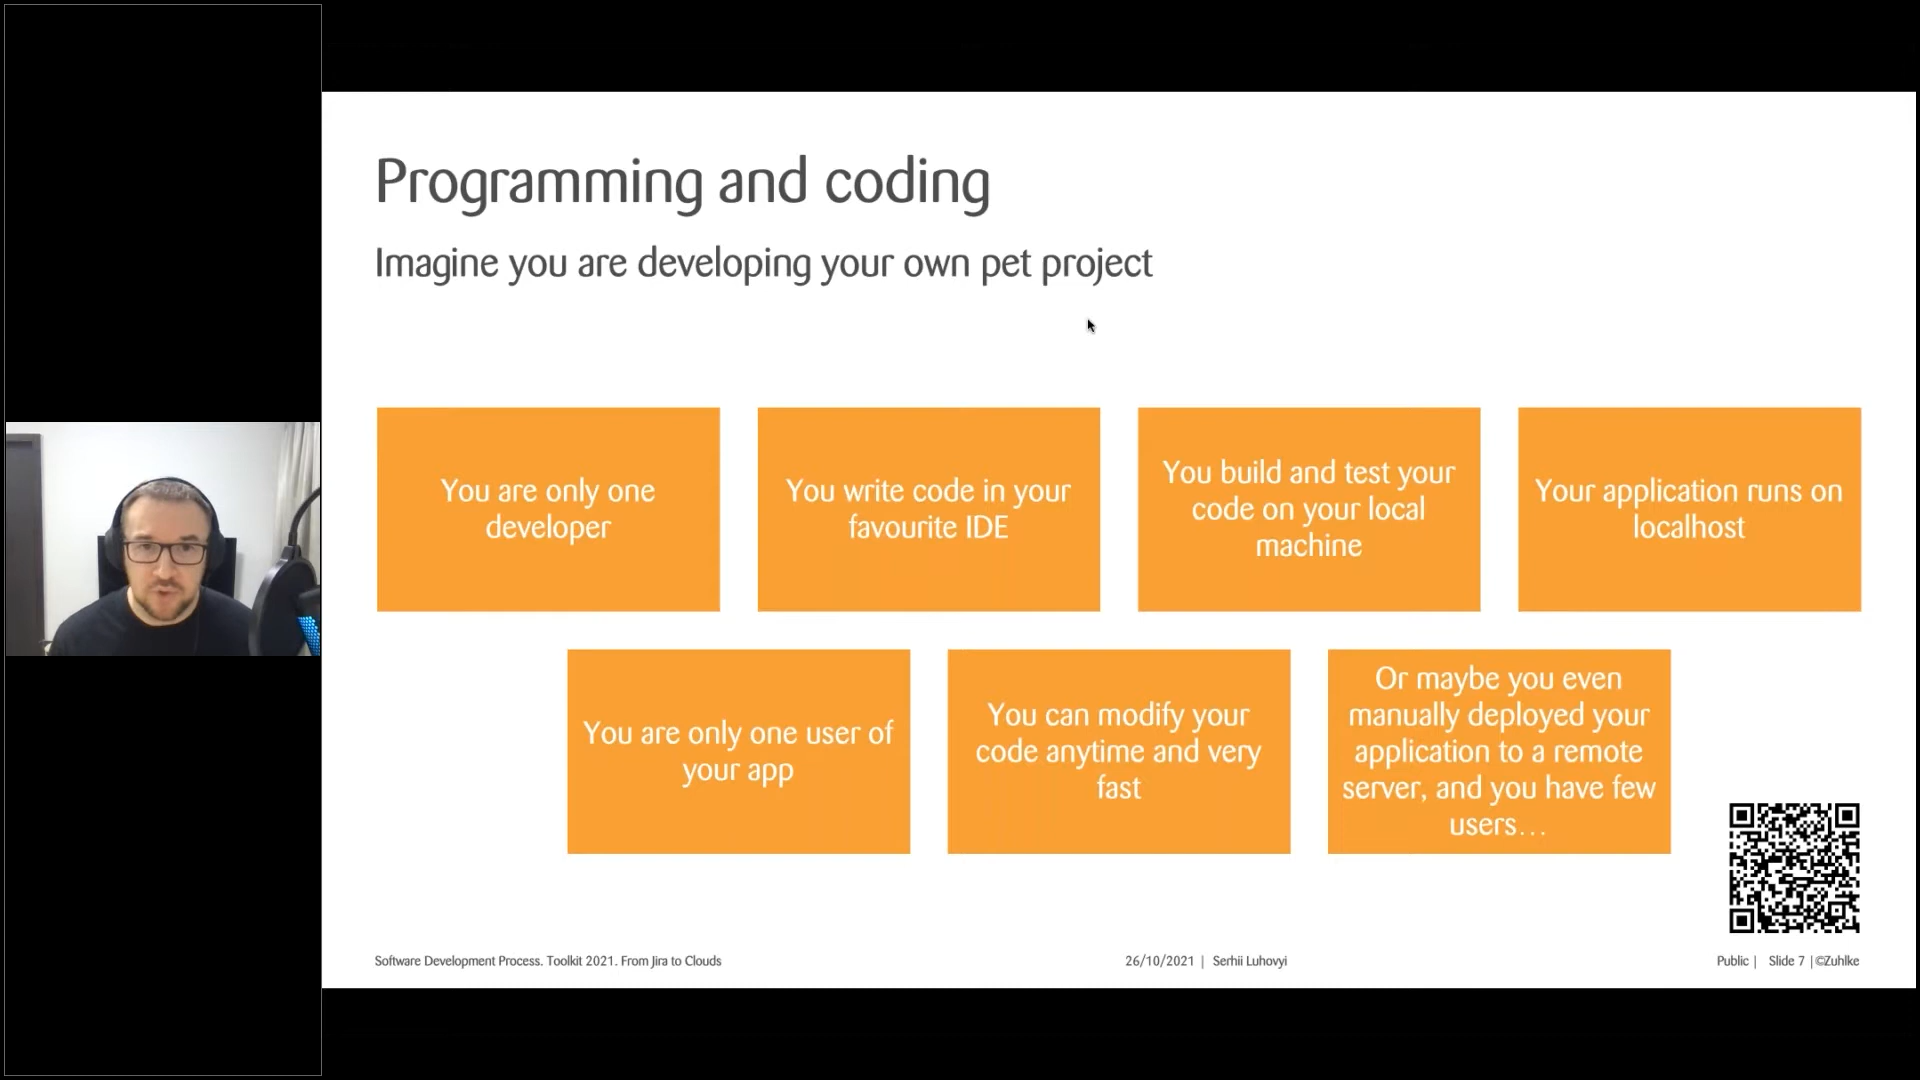 Programming and coding
Imagine you are developing your own pet project
You are only one
developer
You write code in your
favourite IDE
You build and test your
code on your local
machine
Your application runs on
localhost
You are only one user of
your app
You can modify your
code anytime and very
fast
Or maybe you even
manually deployed your
application to a remote
server, and you have few
users…
Software Development Process. Toolkit 2021. From Jira to Clouds
26/10/2021 | Serhii Luhovyi
Public | Slide 7 |©Zuhlke